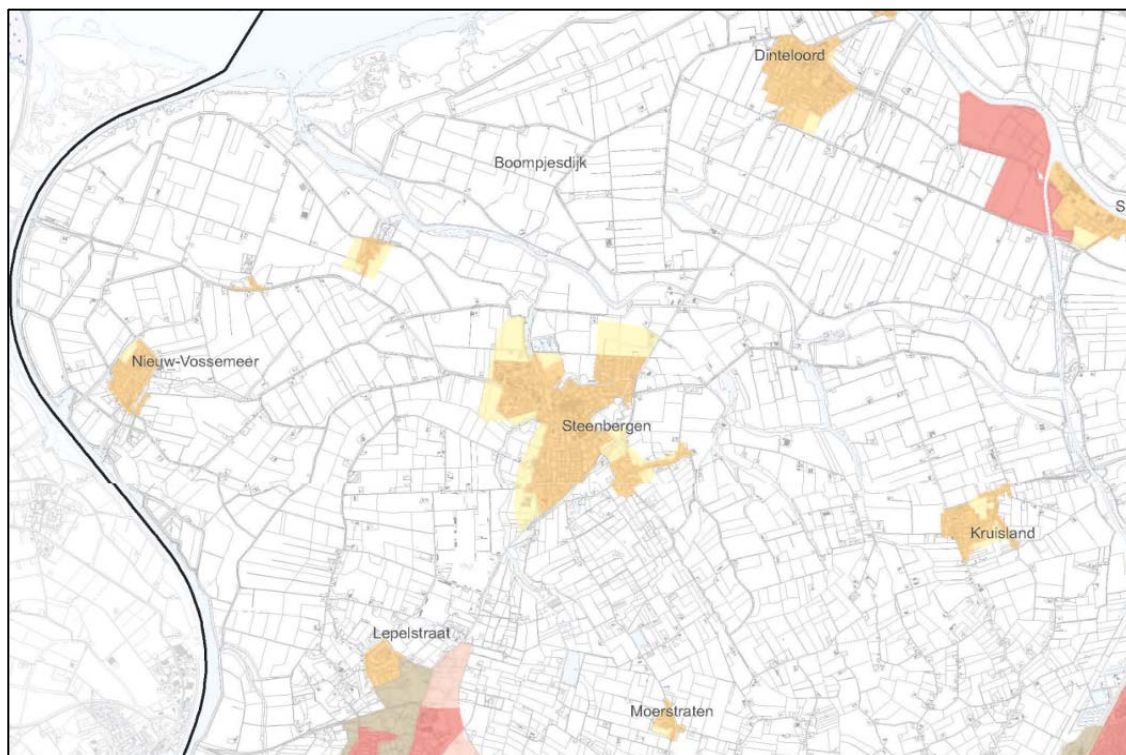 Dinteloord
Boompjesdijk
S
Nieuw-Vossemeer
Steenbergen
Kruisland
Lepelstraat
Moerstraten